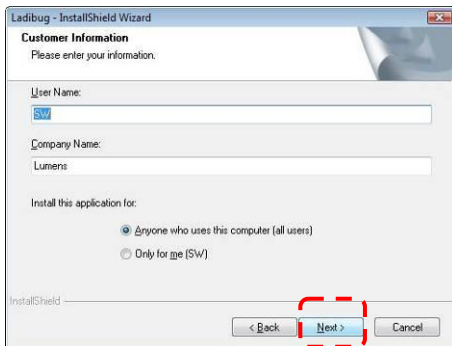 Ladibug - InstallShield Wizard
Customer Information
Please enter your information.
User Name:
SW
Company Name:
Lumens
Install this application for:
Anyone who uses this computer (all users)
Only for me (SW)
InstallShield
< Back Next > Cancel